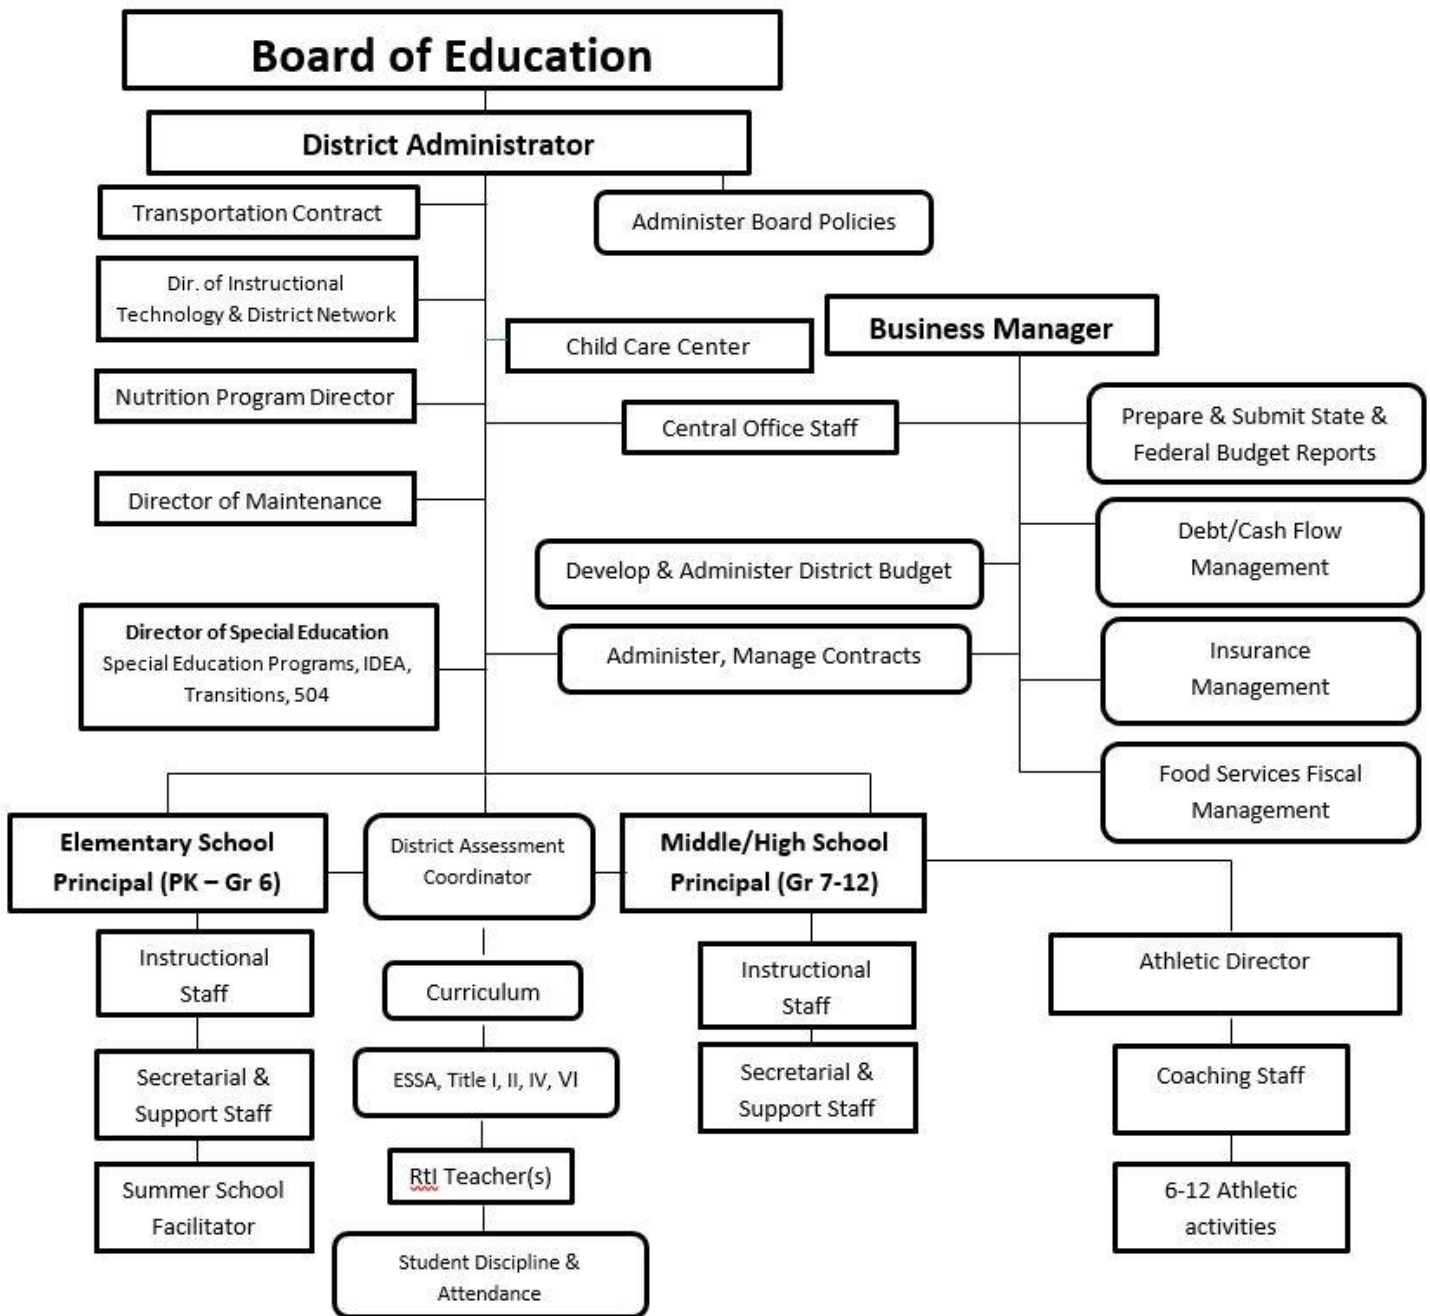 Board of Education
District Administrator
Transportation Contract
Administer Board Policies
Dir. of Instructional
Technology & District Network
Child Care Center
Business Manager
Nutrition Program Director
Central Office Staff
Prepare & Submit State &
Federal Budget Reports
Director of Maintenance
Debt/Cash Flow
Management
Develop & Administer District Budget
Director of Special Education
Special Education Programs, IDEA,
Transitions, 504
Administer, Manage Contracts
Insurance
Management
Food Services Fiscal
Management
Elementary School
Principal (PK – Gr 6)
District Assessment
Coordinator
Middle/High School
Principal (Gr 7-12)
Instructional
Staff
Curriculum
Instructional
Staff
Athletic Director
Secretarial &
Support Staff
ESSA, Title I, II, IV, VI
Secretarial &
Support Staff
Coaching Staff
Summer School
Facilitator
RtI Teacher(s)
6-12 Athletic
activities
Student Discipline &
Attendance